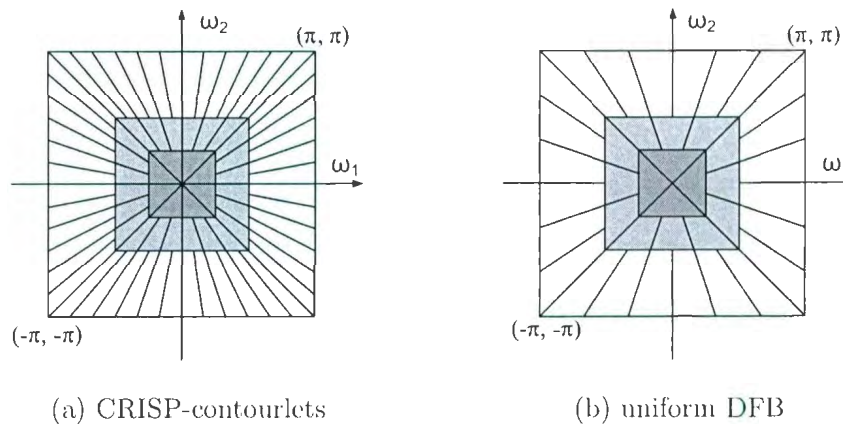 ω₂
(π, π)
ω₁
(-π, -π)
(a) CRISP-contourlets
ω₂
(π, π)
ω
(-π, -π)
(b) uniform DFB